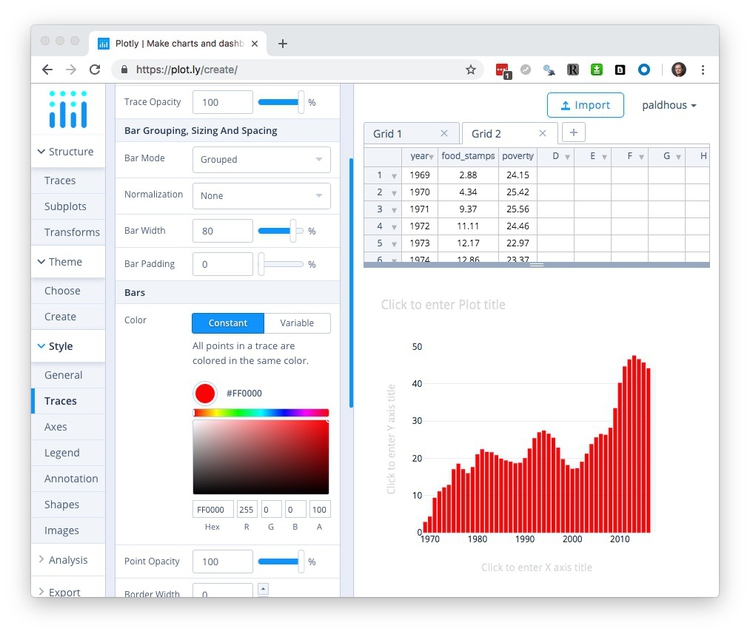 Plotly | Make charts and dashb
https://plot.ly/create/
1
Import
paldhous
Structure
Traces
Subplots
Transforms
Theme
Choose
Create
Style
General
Traces
Axes
Legend
Annotation
Shapes
Images
Analysis
Export
Trace Opacity 100 %
Bar Grouping, Sizing And Spacing
Bar Mode Grouped
Normalization None
Bar Width 80 %
Bar Padding 0 %
Bars
Color Constant Variable
All points in a trace are
colored in the same color.
#FF0000
FF0000 255 0 0 100
Hex R G B A
Point Opacity 100 %
Border Width 0
Grid 1 Grid 2
year food_stamps poverty D E F G H
1 1969 2.88 24.15
2 1970 4.34 25.42
3 1971 9.37 25.56
4 1972 11.11 24.46
5 1973 12.17 22.97
6 1974 12.86 23.37
Click to enter Plot title
Click to enter Y axis title
50
40
30
20
10
0
1970 1980 1990 2000 2010
Click to enter X axis title